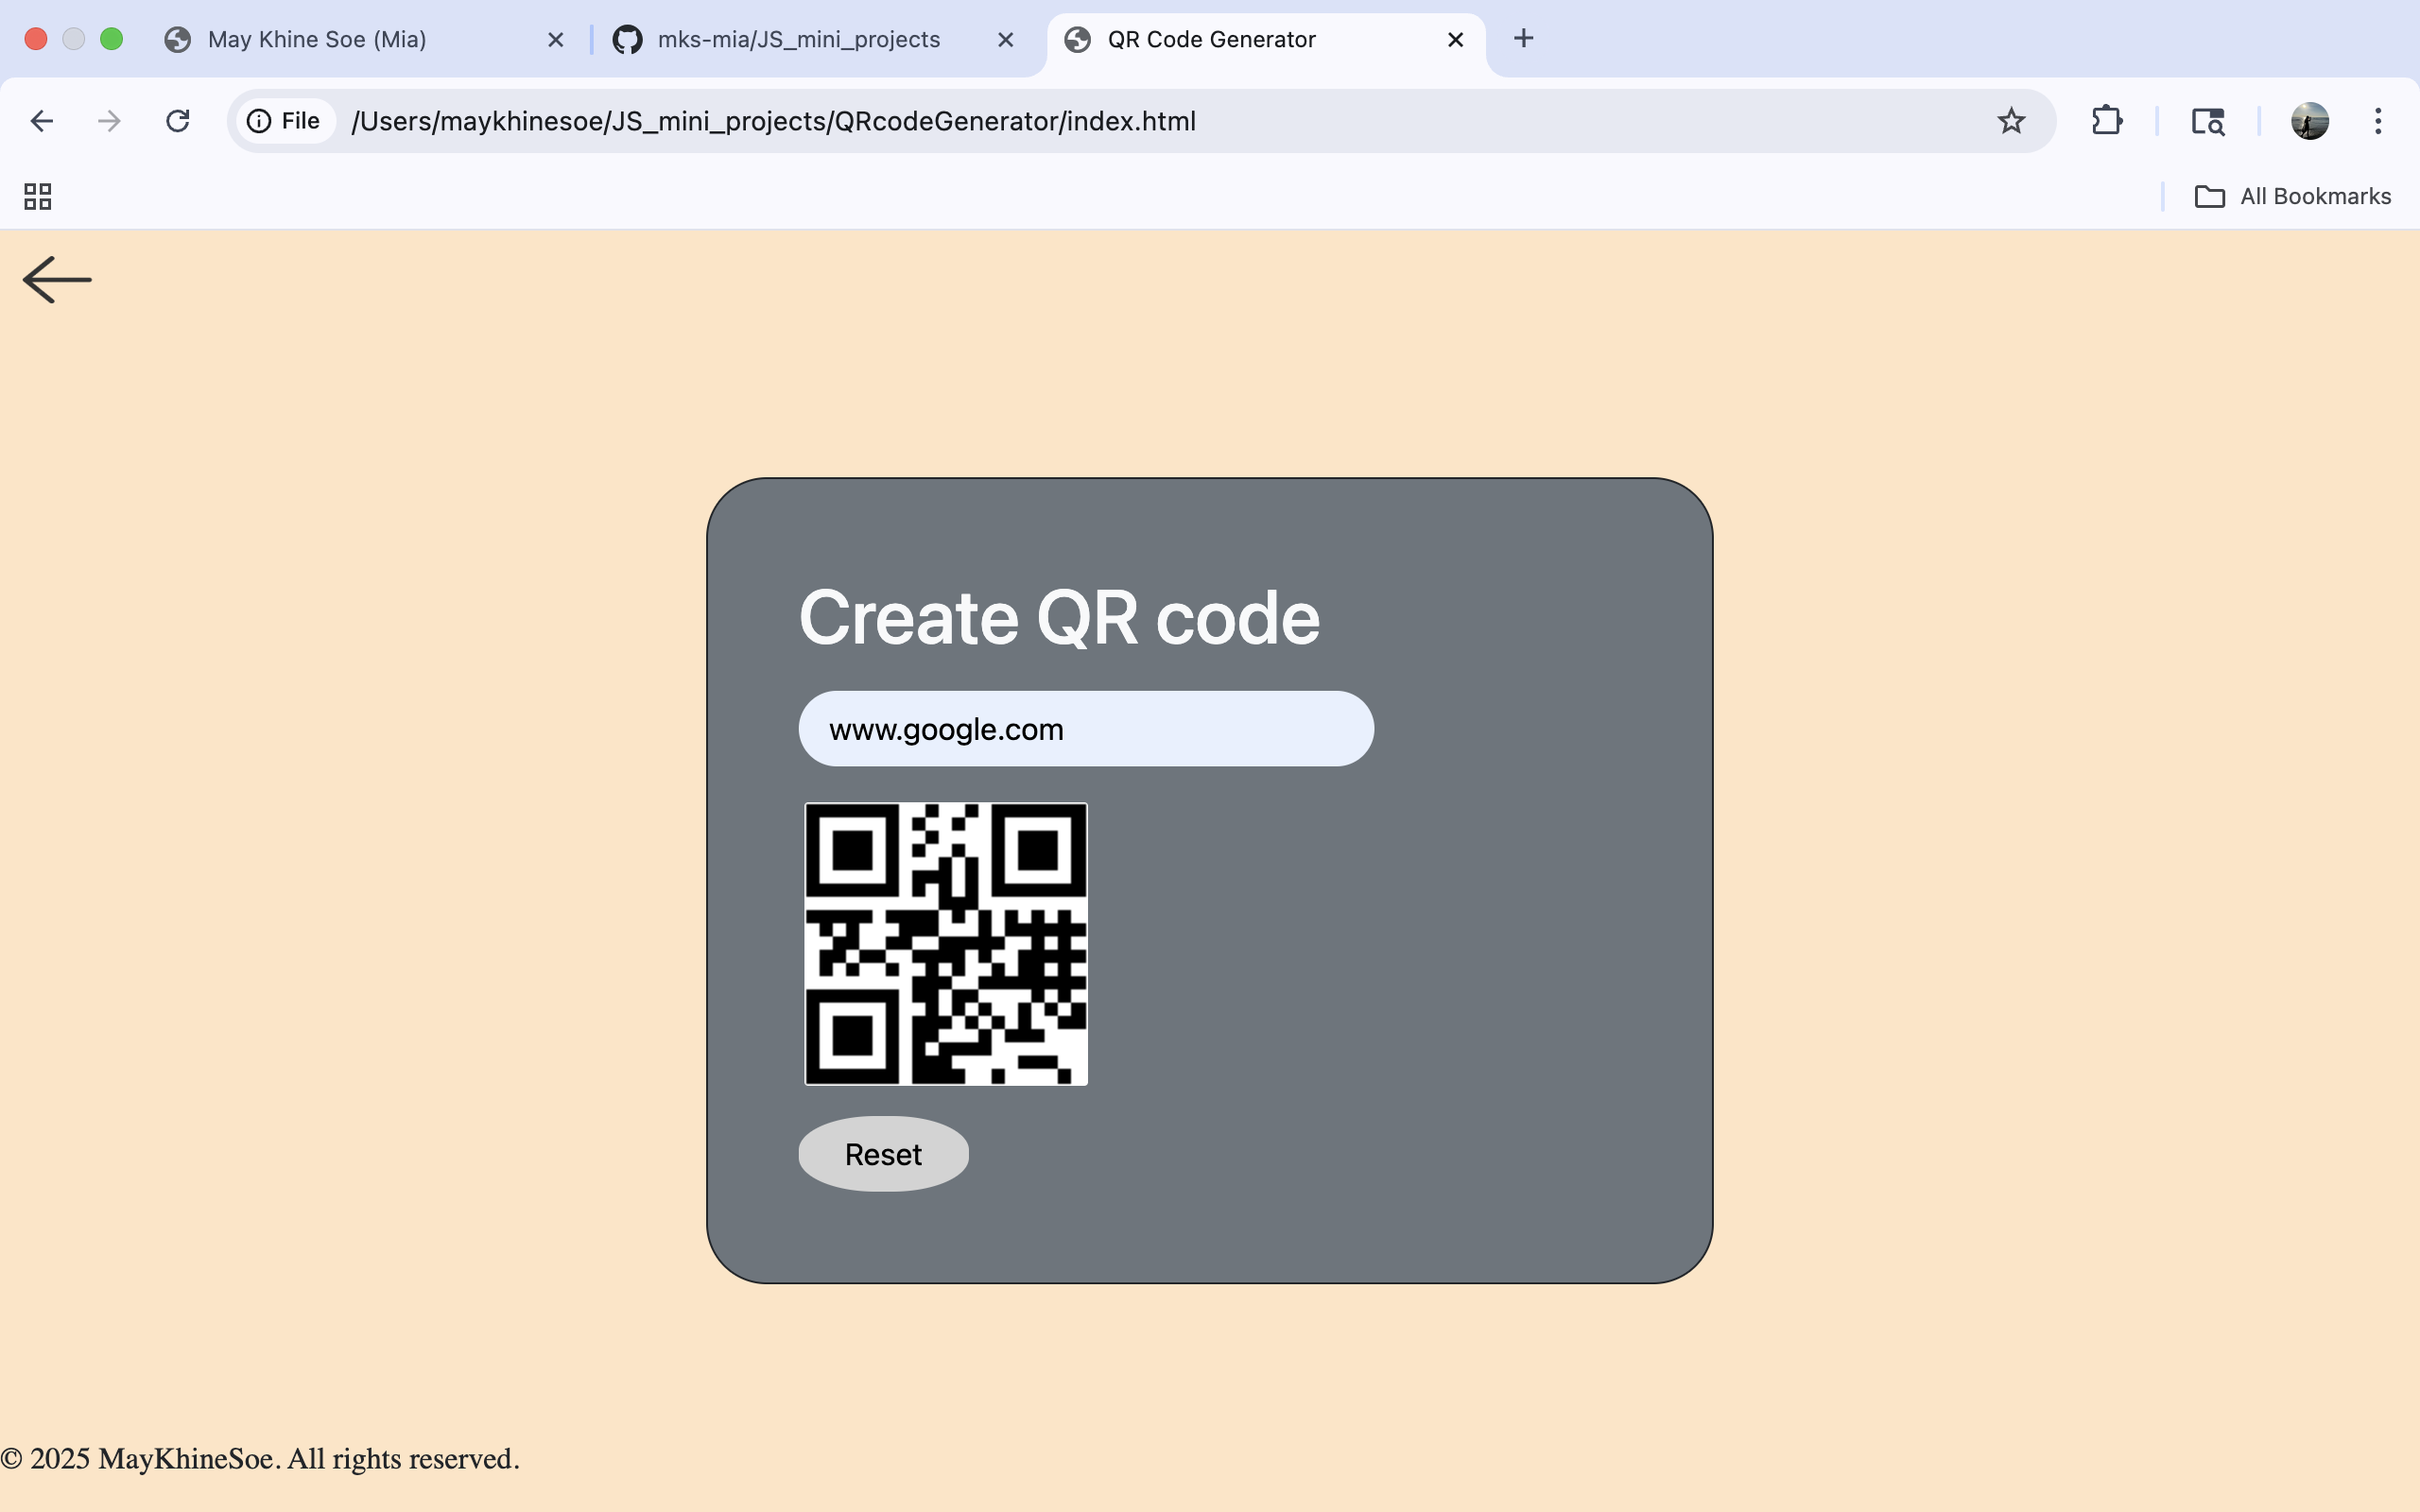 May Khine Soe (Mia)
mks-mia/JS_mini_projects
QR Code Generator
File
/Users/maykhinesoe/JS_mini_projects/QRcodeGenerator/index.html
All Bookmarks
Create QR code
www.google.com
Reset
© 2025 MayKhineSoe. All rights reserved.